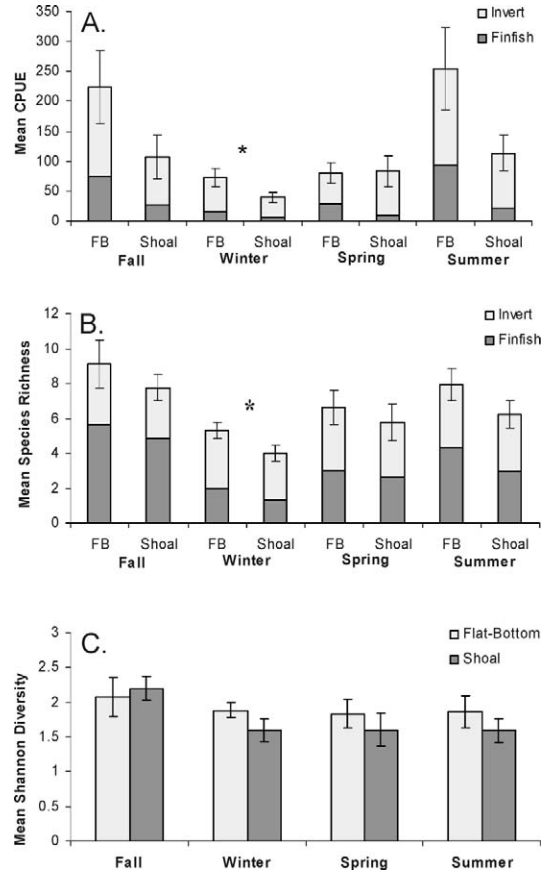 A.
Invert
Finfish
Mean CPUE
350
300
250
200
150
100
50
0
*
FB Shoal FB Shoal FB Shoal FB Shoal
Fall Winter Spring Summer
B.
Invert
Finfish
Mean Species Richness
12
10
8
6
4
2
0
*
FB Shoal FB Shoal FB Shoal FB Shoal
Fall Winter Spring Summer
C.
Flat-Bottom
Shoal
Mean Shannon Diversity
3
2.5
2
1.5
1
0.5
0
Fall Winter Spring Summer